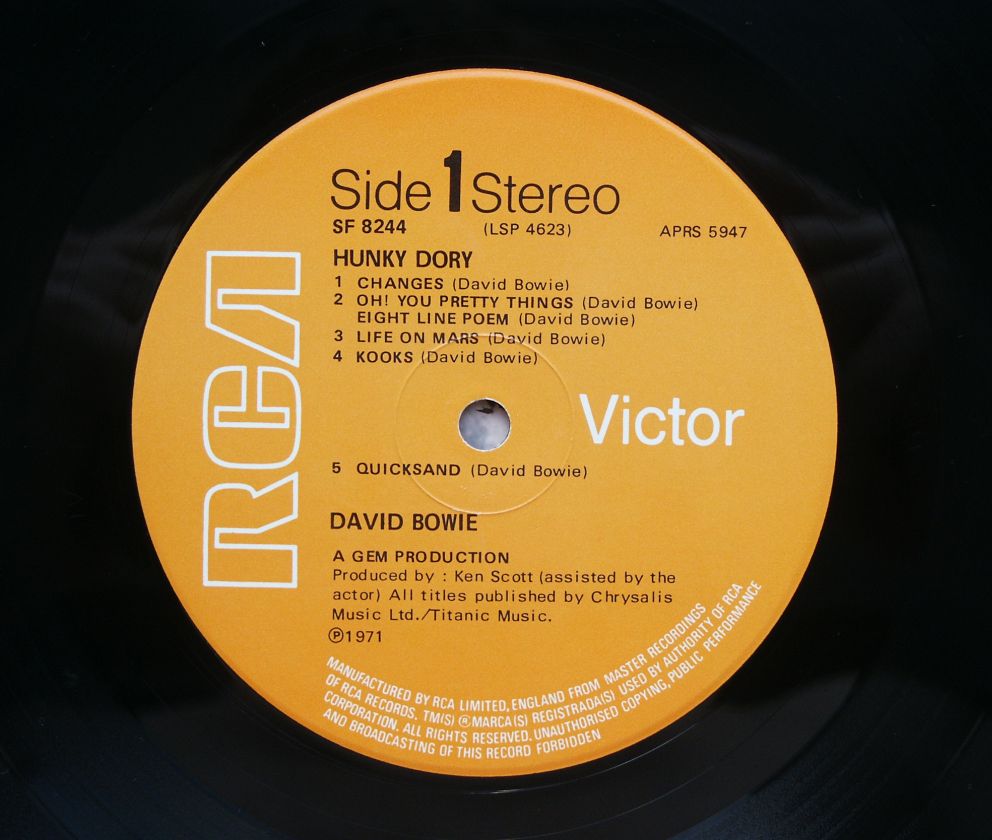 Side 1 Stereo
SF 8244 (LSP 4623) APRS 5947
HUNKY DORY
1 CHANGES (David Bowie)
2 OH! YOU PRETTY THINGS (David Bowie)
EIGHT LINE POEM (David Bowie)
3 LIFE ON MARS (David Bowie)
4 KOOKS (David Bowie)
RCA
Victor
5 QUICKSAND (David Bowie)
DAVID BOWIE
A GEM PRODUCTION
Produced by : Ken Scott (assisted by the
actor) All titles published by Chrysalis
Music Ltd./Titanic Music.
℗1971
MANUFACTURED BY RCA LIMITED, ENGLAND FROM MASTER RECORDINGS
OF RCA RECORDS. TM(S) ® MARCA(S) REGISTRADA(S) USED BY AUTHORITY OF RCA
CORPORATION. ALL RIGHTS RESERVED. UNAUTHORISED COPYING, PUBLIC PERFORMANCE
AND BROADCASTING OF THIS RECORD FORBIDDEN